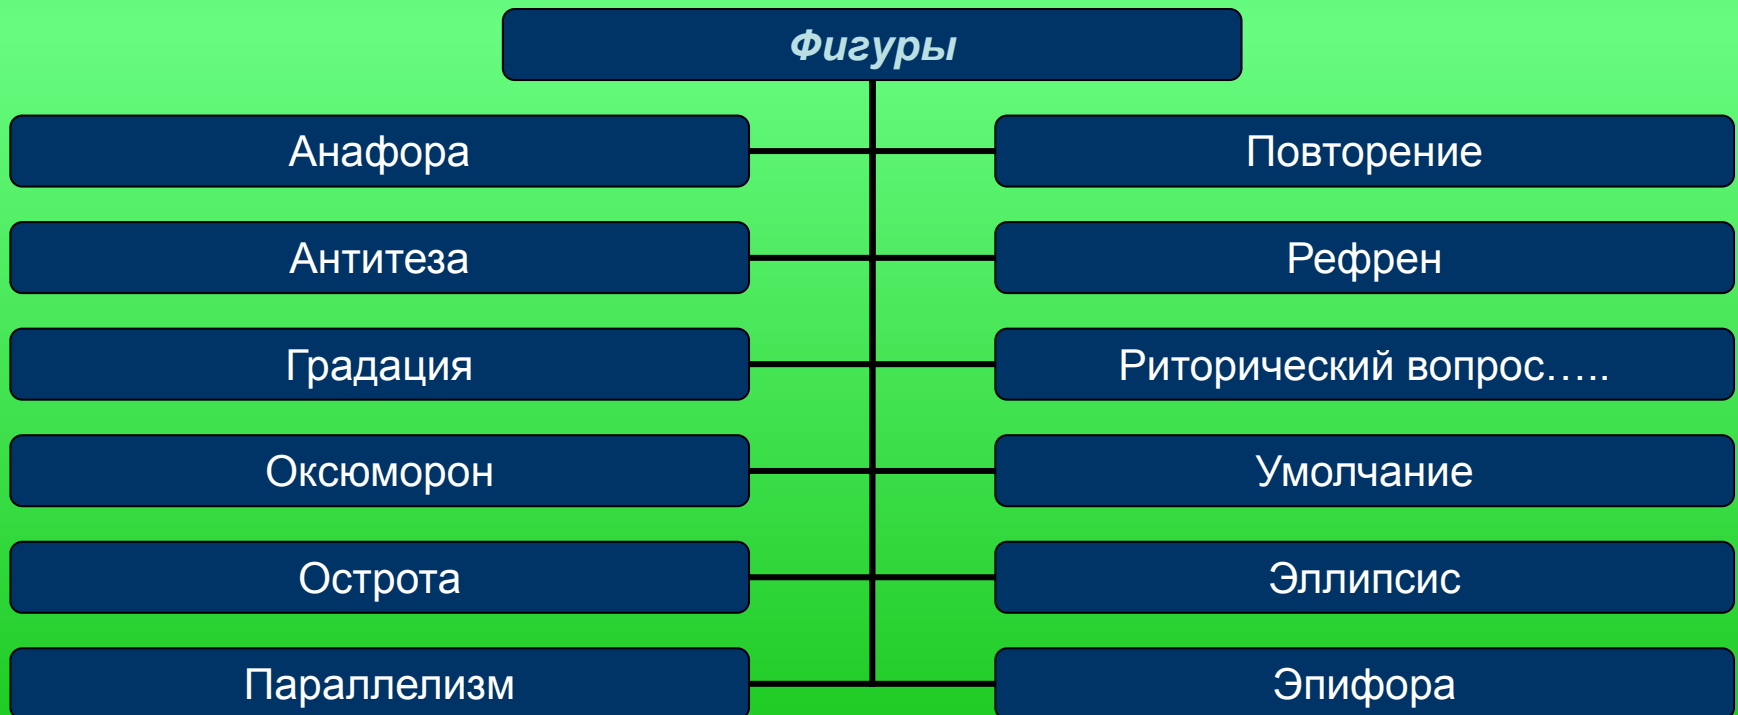 Фигуры
Анафора
Повторение
Антитеза
Рефрен
Градация
Риторический вопрос…..
Оксюморон
Умолчание
Острота
Эллипсис
Параллелизм
Эпифора